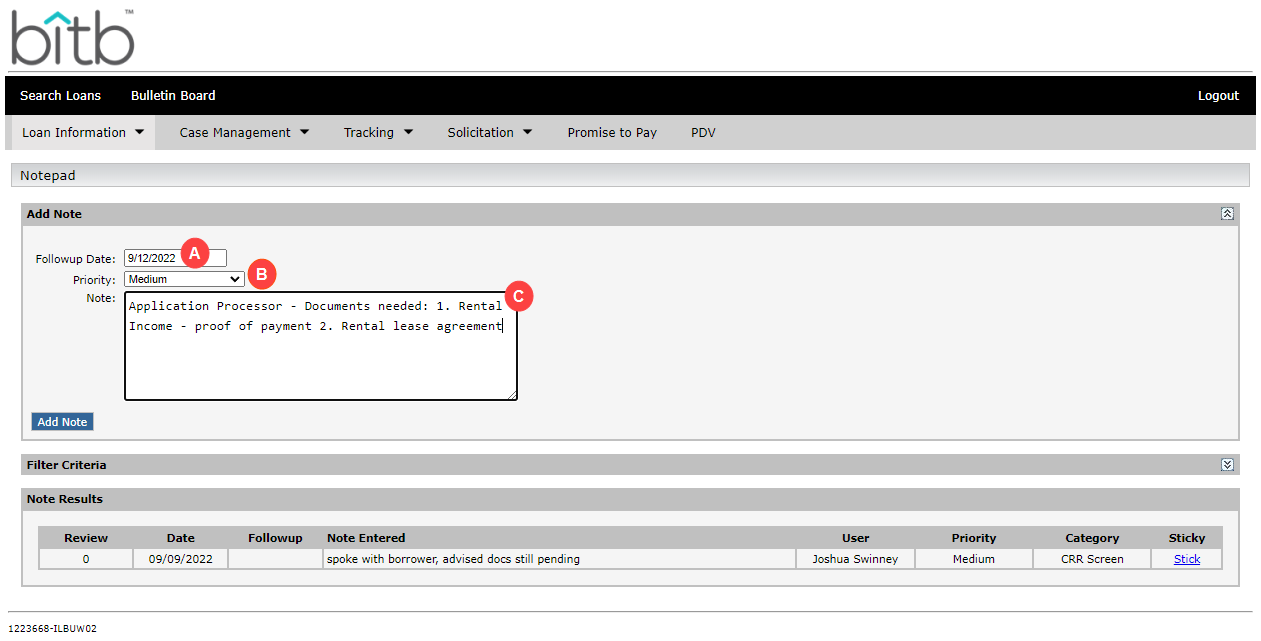 bitb™
Search Loans Bulletin Board Logout
Loan Information Case Management Tracking Solicitation Promise to Pay PDV
Notepad
Add Note
Followup Date: 9/12/2022 A
Priority: Medium B
Note: C
Application Processor - Documents needed: 1. Rental
Income - proof of payment 2. Rental lease agreement
Add Note
Filter Criteria
Note Results
Review Date Followup Note Entered User Priority Category Sticky
0 09/09/2022 spoke with borrower, advised docs still pending Joshua Swinney Medium CRR Screen Stick
1223668-ILBUW02